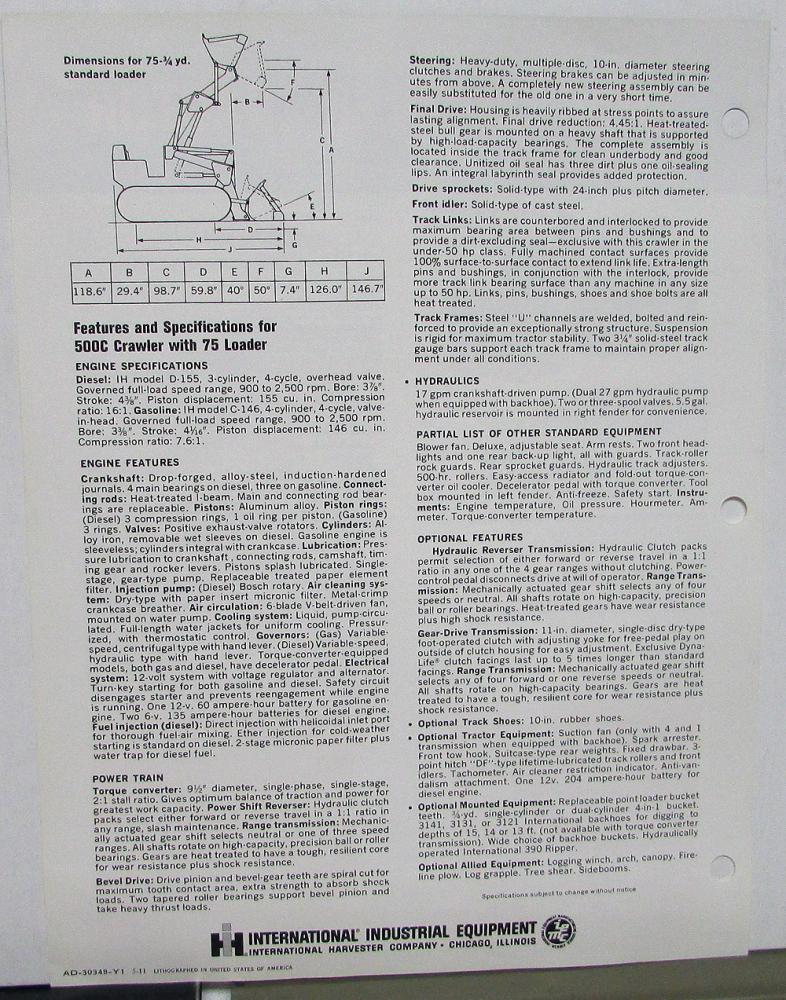 Dimensions for 75-¾ yd.
standard loader
F
B
C
A
E
D
H
G
J
A B C D E F G H J
118.6" 29.4" 98.7" 59.8" 40° 50° 7.4" 126.0" 146.7"
Features and Specifications for
500C Crawler with 75 Loader
ENGINE SPECIFICATIONS
Diesel: IH model D-155, 3-cylinder, 4-cycle, overhead valve.
Governed full-load speed range, 900 to 2,500 rpm. Bore: 3⅞".
Stroke: 4⅜". Piston displacement: 155 cu. in. Compression
ratio: 16:1. Gasoline: IH model C-146, 4-cylinder, 4-cycle, valve-
in-head. Governed full-load speed range, 900 to 2,500 rpm.
Bore: 3⅜". Stroke: 4¹⁄₁₆". Piston displacement: 146 cu. in.
Compression ratio: 7.6:1.
ENGINE FEATURES
Crankshaft: Drop-forged, alloy-steel, induction-hardened
journals. 4 main bearings on diesel, three on gasoline. Connect-
ing rods: Heat-treated I-beam. Main and connecting rod bear-
ings are replaceable. Pistons: Aluminum alloy. Piston rings:
(Diesel) 3 compression rings, 1 oil ring per piston. (Gasoline)
3 rings. Valves: Positive exhaust-valve rotators. Cylinders: Al-
loy iron, removable wet sleeves on diesel. Gasoline engine is
sleeveless; cylinders integral with crankcase. Lubrication: Pres-
sure lubrication to crankshaft, connecting rods, camshaft, tim-
ing gear and rocker levers. Pistons splash lubricated. Single-
stage, gear-type pump. Replaceable treated paper element
filter. Injection pump: (Diesel) Bosch rotary. Air cleaning sys-
tem: Dry-type with paper insert micronic filter. Metal-crimp
crankcase breather. Air circulation: 6-blade V-belt-driven fan,
mounted on water pump. Cooling system: Liquid, pump-circu-
lated. Full-length water jackets for uniform cooling. Pressur-
ized, with thermostatic control. Governors: (Gas) Variable-
speed, centrifugal type with hand lever. (Diesel) Variable-speed,
hydraulic type with hand lever. Torque-converter-equipped
models, both gas and diesel, have decelerator pedal. Electrical
system: 12-volt system with voltage regulator and alternator.
Turn-key starting for both gasoline and diesel. Safety circuit
disengages starter and prevents reengagement while engine
is running. One 12-v. 60 ampere-hour battery for gasoline en-
gine. Two 6-v. 135 ampere-hour batteries for diesel engine.
Fuel injection (diesel): Direct injection with helicoidal inlet port
for thorough fuel-air mixing. Ether injection for cold-weather
starting is standard on diesel. 2-stage micronic paper filter plus
water trap for diesel fuel.
POWER TRAIN
Torque converter: 9½" diameter, single-phase, single-stage,
2:1 stall ratio. Gives optimum balance of traction and power for
greatest work capacity. Power Shift Reverser: Hydraulic clutch
packs select either forward or reverse travel in a 1:1 ratio in
any range, slash maintenance. Range transmission: Mechanic-
ally actuated gear shift selects neutral or one of three speed
ranges. All shafts rotate on high-capacity, precision ball or roller
bearings. Gears are heat treated to have a tough, resilient core
for wear resistance plus shock resistance.
Bevel Drive: Drive pinion and bevel-gear teeth are spiral cut for
maximum tooth contact area, extra strength to absorb shock
loads. Two tapered roller bearings support bevel pinion and
take heavy thrust loads.
Steering: Heavy-duty, multiple-disc, 10-in. diameter steering
clutches and brakes. Steering brakes can be adjusted in min-
utes from above. A completely new steering assembly can be
easily substituted for the old one in a very short time.
Final Drive: Housing is heavily ribbed at stress points to assure
lasting alignment. Final drive reduction: 4.45:1. Heat-treated-
steel bull gear is mounted on a heavy shaft that is supported
by high-load-capacity bearings. The complete assembly is
located inside the track frame for clean underbody and good
clearance. Unitized oil seal has three dirt plus one oil-sealing
lips. An integral labyrinth seal provides added protection.
Drive sprockets: Solid-type with 24-inch plus pitch diameter.
Front idler: Solid-type of cast steel.
Track Links: Links are counterbored and interlocked to provide
maximum bearing area between pins and bushings and to
provide a dirt-excluding seal—exclusive with this crawler in the
under-50 hp class. Fully machined contact surfaces provide
100% surface-to-surface contact to extend link life. Extra-length
pins and bushings, in conjunction with the interlock, provide
more track link bearing surface than any machine in any size
up to 50 hp. Links, pins, bushings, shoes and shoe bolts are all
heat treated.
Track Frames: Steel "U" channels are welded, bolted and rein-
forced to provide an exceptionally strong structure. Suspension
is rigid for maximum tractor stability. Two 3¼" solid-steel track
gauge bars support each track frame to maintain proper align-
ment under all conditions.
• HYDRAULICS
17 gpm crankshaft-driven pump. (Dual 27 gpm hydraulic pump
when equipped with backhoe). Two or three-spool valves. 5.5 gal.
hydraulic reservoir is mounted in right fender for convenience.
PARTIAL LIST OF OTHER STANDARD EQUIPMENT
Blower fan. Deluxe, adjustable seat. Arm rests. Two front head-
lights and one rear back-up light, all with guards. Track-roller
rock guards. Rear sprocket guards. Hydraulic track adjusters.
500-hr. rollers. Easy-access radiator and fold-out torque-con-
verter oil cooler. Decelerator pedal with torque converter. Tool
box mounted in left fender. Anti-freeze. Safety start. Instru-
ments: Engine temperature, Oil pressure. Hourmeter. Am-
meter. Torque-converter temperature.
OPTIONAL FEATURES
Hydraulic Reverser Transmission: Hydraulic Clutch packs
permit selection of either forward or reverse travel in a 1:1
ratio in any one of the 4 gear ranges without clutching. Power-
control pedal disconnects drive at will of operator. Range Trans-
mission: Mechanically actuated gear shift selects any of four
speeds or neutral. All shafts rotate on high-capacity, precision
ball or roller bearings. Heat-treated gears have wear resistance
plus high shock resistance.
Gear-Drive Transmission: 11-in. diameter, single-disc dry-type
foot-operated clutch with adjusting yoke for free-pedal play on
outside of clutch housing for easy adjustment. Exclusive Dyna-
Life® clutch facings last up to 5 times longer than standard
facings. Range Transmission: Mechanically actuated gear shift
selects any of four forward or one reverse speeds or neutral.
All shafts rotate on high-capacity bearings. Gears are heat
treated to have a tough, resilient core for wear resistance plus
shock resistance.
• Optional Track Shoes: 10-in. rubber shoes.
• Optional Tractor Equipment: Suction fan (only with 4 and 1
transmission when equipped with backhoe). Spark arrester.
Front tow hook. Suitcase-type rear weights. Fixed drawbar. 3-
point hitch "DF"-type lifetime-lubricated track rollers and front
idlers. Tachometer. Air cleaner restriction indicator. Anti-van-
dalism attachment. One 12v. 204 ampere-hour battery for
diesel engine.
• Optional Mounted Equipment: Replaceable point loader bucket
teeth. ¾-yd. single-cylinder or dual-cylinder 4-in-1 bucket.
3141, 3131, or 3121 International backhoes for digging to
depths of 15, 14 or 13 ft. (not available with torque converter
transmission). Wide choice of backhoe buckets. Hydraulically
operated International 390 Ripper.
Optional Allied Equipment: Logging winch, arch, canopy. Fire-
line plow. Log grapple. Tree shear. Sidebooms.
Specifications subject to change without notice
INTERNATIONAL® INDUSTRIAL EQUIPMENT
INTERNATIONAL HARVESTER COMPANY • CHICAGO, ILLINOIS
AD-30349-Y1 5-11 LITHOGRAPHED IN UNITED STATES OF AMERICA